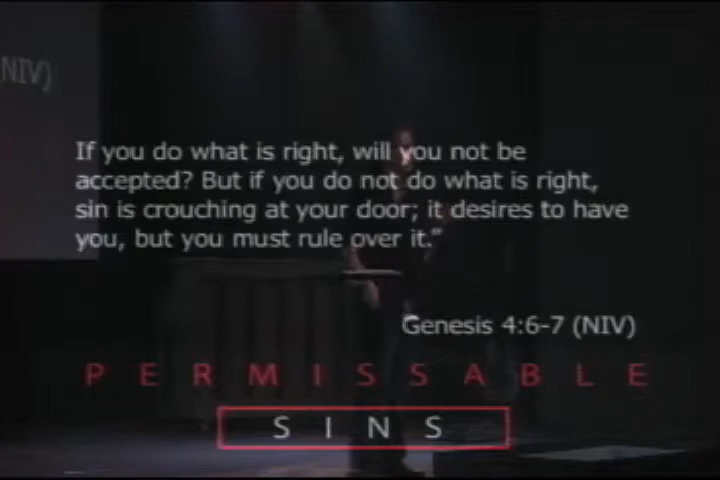 NIV)
If you do what is right, will you not be
accepted? But if you do not do what is right,
sin is crouching at your door; it desires to have
you, but you must rule over it."
Genesis 4:6-7 (NIV)
PERMISSABLE
SINS